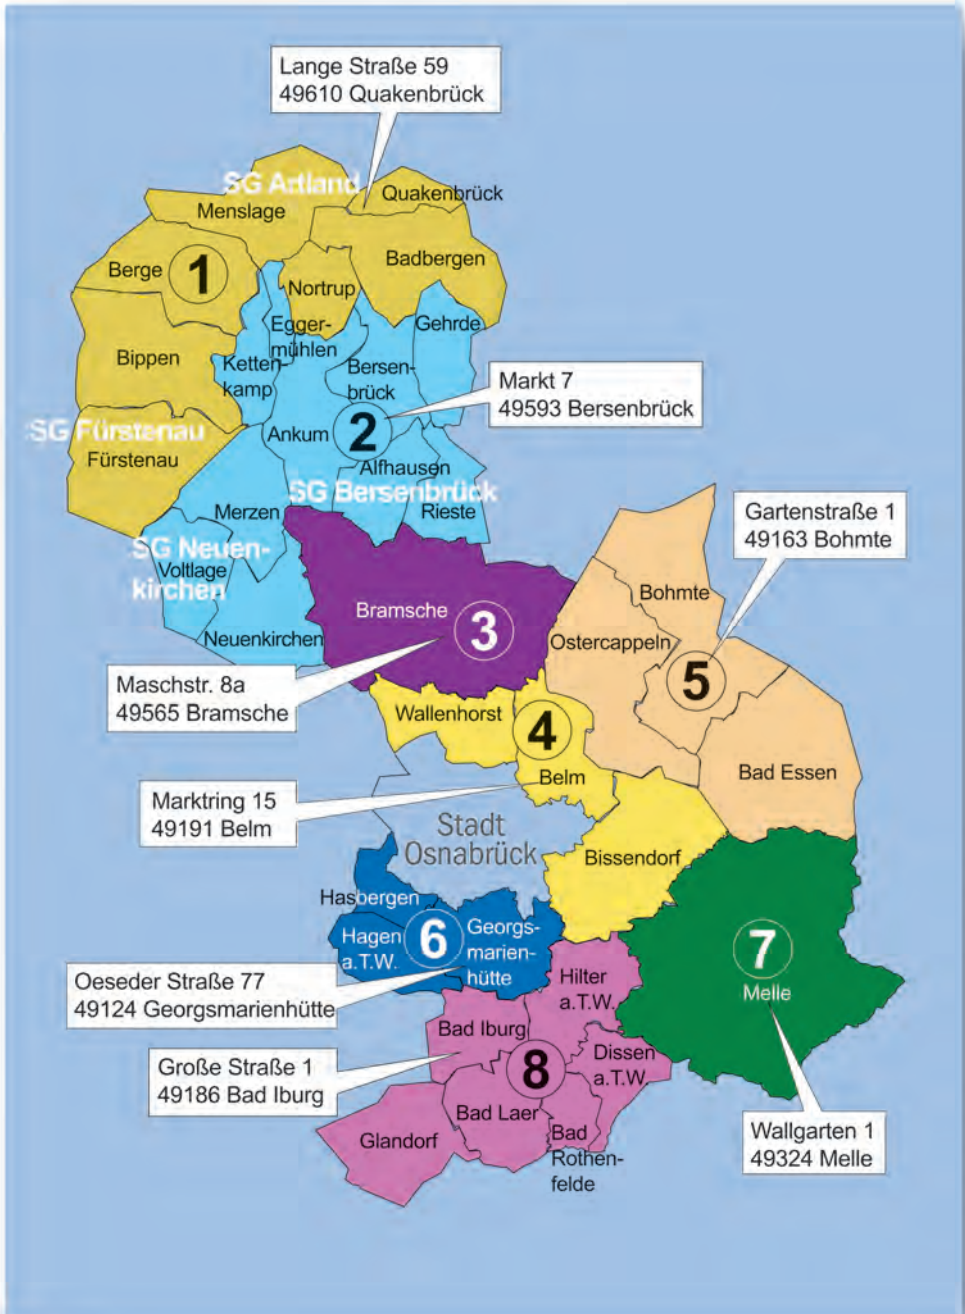 Lange Straße 59
49610 Quakenbrück
SG Artland
Quakenbrück
Menslage
Badbergen
Berge
1
Nortrup
Egger-
mühlen
Gehrde
Bippen
Ketten-
kamp
Bersen-
brück
Markt 7
49593 Bersenbrück
SG Fürstenau
Fürstenau
Ankum
2
Alfhausen
SG Bersenbrück
Rieste
Merzen
SG Neuen-
Voltlage
kirchen
Neuenkirchen
Gartenstraße 1
49163 Bohmte
Bohmte
Bramsche
3
Ostercappeln
5
Maschstr. 8a
49565 Bramsche
Wallenhorst
4
Belm
Bad Essen
Marktring 15
49191 Belm
Stadt
Osnabrück
Bissendorf
Hasbergen
Hagen
a.T.W.
6
Georgs-
marien-
hütte
7
Melle
Oeseder Straße 77
49124 Georgsmarienhütte
Hilter
a.T.W.
Bad Iburg
Große Straße 1
49186 Bad Iburg
8
Dissen
a.T.W.
Bad Laer
Glandorf
Bad
Rothen-
felde
Wallgarten 1
49324 Melle